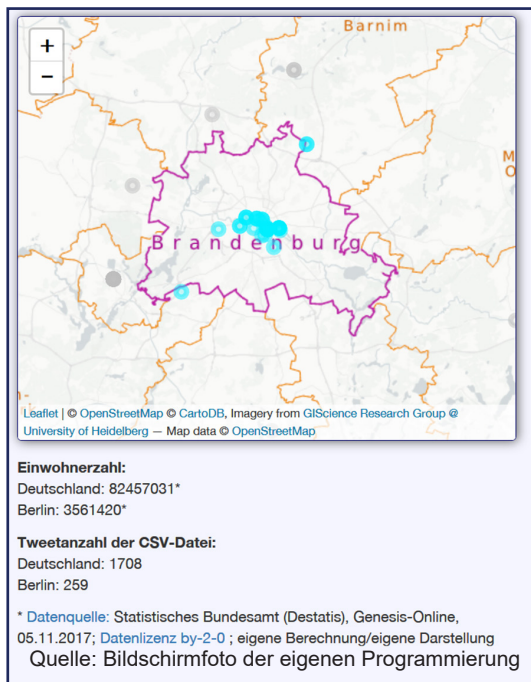 Barnim
+
−
M
O
Brandenburg
Leaflet | © OpenStreetMap © CartoDB, Imagery from GIScience Research Group @
University of Heidelberg — Map data © OpenStreetMap
Einwohnerzahl:
Deutschland: 82457031*
Berlin: 3561420*
Tweetanzahl der CSV-Datei:
Deutschland: 1708
Berlin: 259
* Datenquelle: Statistisches Bundesamt (Destatis), Genesis-Online,
05.11.2017; Datenlizenz by-2-0 ; eigene Berechnung/eigene Darstellung
Quelle: Bildschirmfoto der eigenen Programmierung